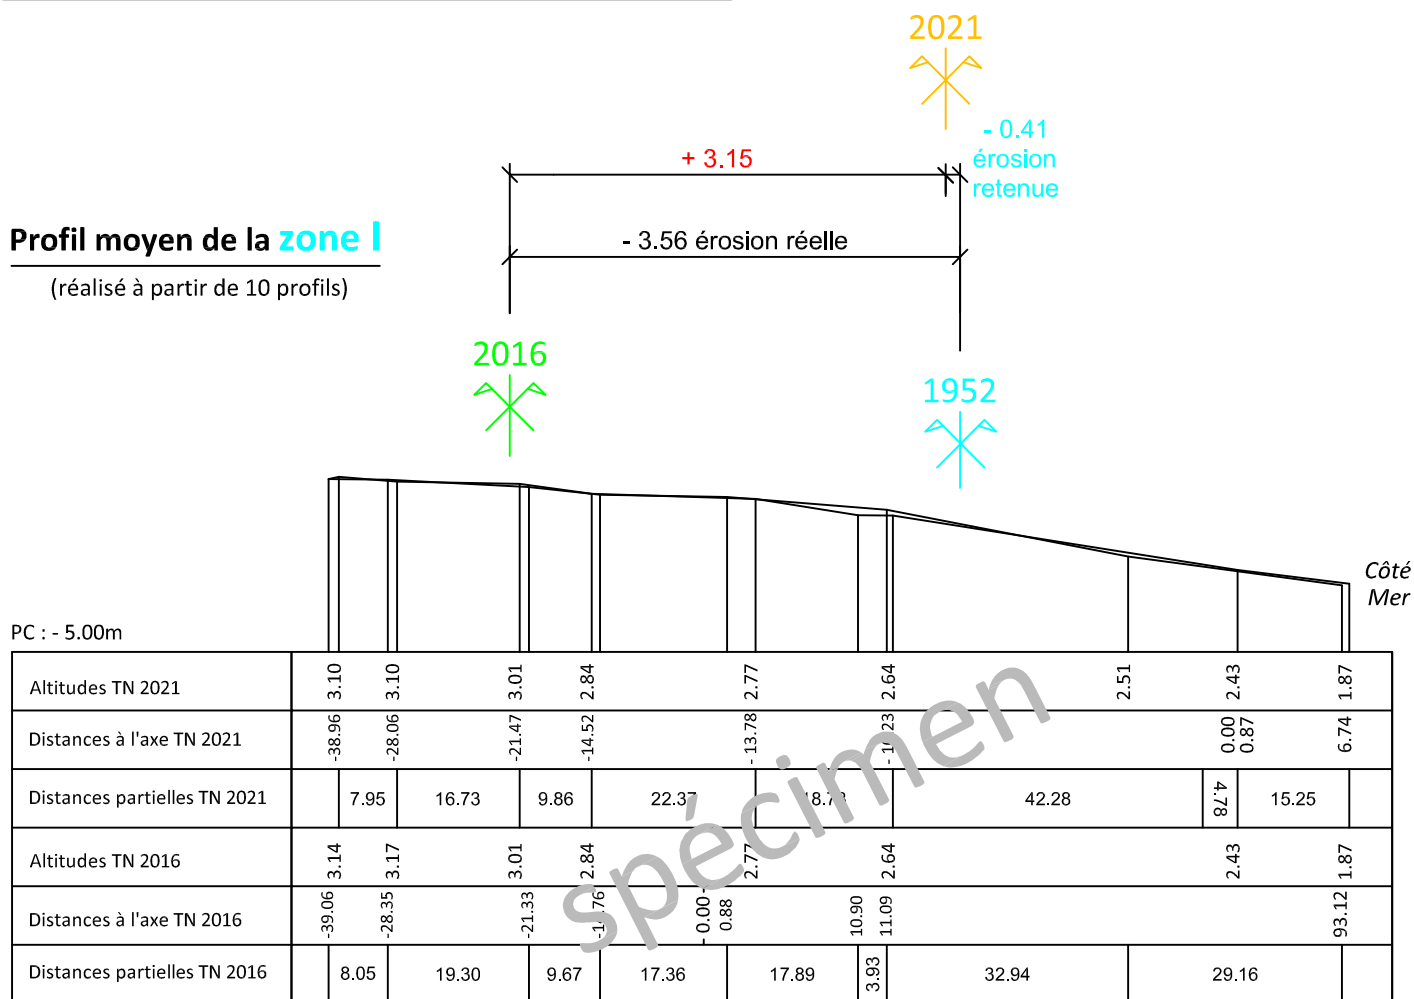 2021
- 0.41
érosion
retenue
+ 3.15
- 3.56 érosion réelle
Profil moyen de la zone I
(réalisé à partir de 10 profils)
2016
1952
Côté
Mer
PC : - 5.00m
Altitudes TN 2021 3.10 3.10 3.01 2.84 2.77 2.64 2.51 2.43 1.87
Distances à l'axe TN 2021 -38.96 -28.06 -21.47 -14.52 -13.78 0.00 0.87 6.74
Distances partielles TN 2021 7.95 16.73 9.86 22.37 42.28 4.78 15.25
Altitudes TN 2016 3.14 3.17 3.01 2.84 2.77 2.64 2.43 1.87
Distances à l'axe TN 2016 -39.06 -28.35 -21.33 0.00 0.88 10.90 11.09 93.12
Distances partielles TN 2016 8.05 19.30 9.67 17.36 17.89 3.93 32.94 29.16
spécimen